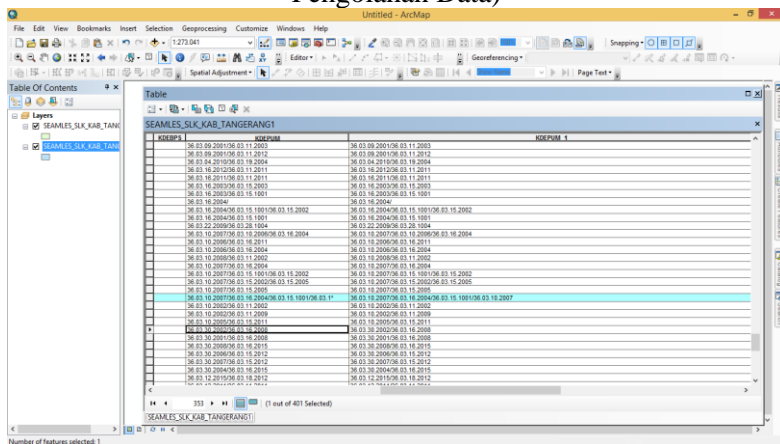 Pengolahan Data)
Untitled - ArcMap
File Edit View Bookmarks Insert Selection Geoprocessing Customize Windows Help
1:273.041
Editor
Snapping
Georeferencing
Spatial Adjustment
Page Text
Table Of Contents
Layers
SEAMLES_SLK_KAB_TANG
SEAMLES_SLK_KAB_TANG
Table
SEAMLES_SLK_KAB_TANGERANG1
KDEBPS KDEPUM KDEPUM_1
36.03.09.2001/36.03.11.2003 36.03.09.2001/36.03.11.2003
36.03.09.2001/36.03.11.2012 36.03.09.2001/36.03.11.2012
36.03.04.2010/36.03.19.2004 36.03.04.2010/36.03.19.2004
36.03.16.2012/36.03.11.2011 36.03.16.2012/36.03.11.2011
36.03.16.2011/36.03.11.2011 36.03.16.2011/36.03.11.2011
36.03.16.2003/36.03.15.2003 36.03.16.2003/36.03.15.2003
36.03.16.2003/36.03.15.1001 36.03.16.2003/36.03.15.1001
36.03.16.2004/ 36.03.16.2004/
36.03.16.2004/36.03.15.1001/36.03.15.2002 36.03.16.2004/36.03.15.1001/36.03.15.2002
36.03.16.2004/36.03.15.1001 36.03.16.2004/36.03.15.1001
36.03.22.2009/36.03.28.1004 36.03.22.2009/36.03.28.1004
36.03.10.2007/36.03.10.2006/36.03.16.2004 36.03.10.2007/36.03.10.2006/36.03.16.2004
36.03.10.2006/36.03.16.2011 36.03.10.2006/36.03.16.2011
36.03.10.2006/36.03.16.2004 36.03.10.2006/36.03.16.2004
36.03.10.2008/36.03.11.2002 36.03.10.2008/36.03.11.2002
36.03.10.2007/36.03.16.2004 36.03.10.2007/36.03.16.2004
36.03.10.2007/36.03.15.1001/36.03.15.2002 36.03.10.2007/36.03.15.1001/36.03.15.2002
36.03.10.2007/36.03.15.2002/36.03.15.2005 36.03.10.2007/36.03.15.2002/36.03.15.2005
36.03.10.2007/36.03.15.2005 36.03.10.2007/36.03.15.2005
36.03.10.2007/36.03.16.2004/36.03.15.1001/36.03.1* 36.03.10.2007/36.03.16.2004/36.03.15.1001/36.03.10.2007
36.03.10.2002/36.03.11.2002 36.03.10.2002/36.03.11.2002
36.03.10.2002/36.03.11.2009 36.03.10.2002/36.03.11.2009
36.03.10.2005/36.03.15.2011 36.03.10.2005/36.03.15.2011
36.03.30.2002/36.03.16.2008 36.03.30.2002/36.03.16.2008
36.03.30.2001/36.03.16.2008 36.03.30.2001/36.03.16.2008
36.03.30.2008/36.03.16.2015 36.03.30.2008/36.03.16.2015
36.03.30.2006/36.03.15.2012 36.03.30.2006/36.03.15.2012
36.03.30.2007/36.03.15.2012 36.03.30.2007/36.03.15.2012
36.03.30.2004/36.03.16.2015 36.03.30.2004/36.03.16.2015
36.03.12.2015/36.03.18.2012 36.03.12.2015/36.03.18.2012
353 (1 out of 401 Selected)
SEAMLES_SLK_KAB_TANGERANG1
Number of features selected: 1